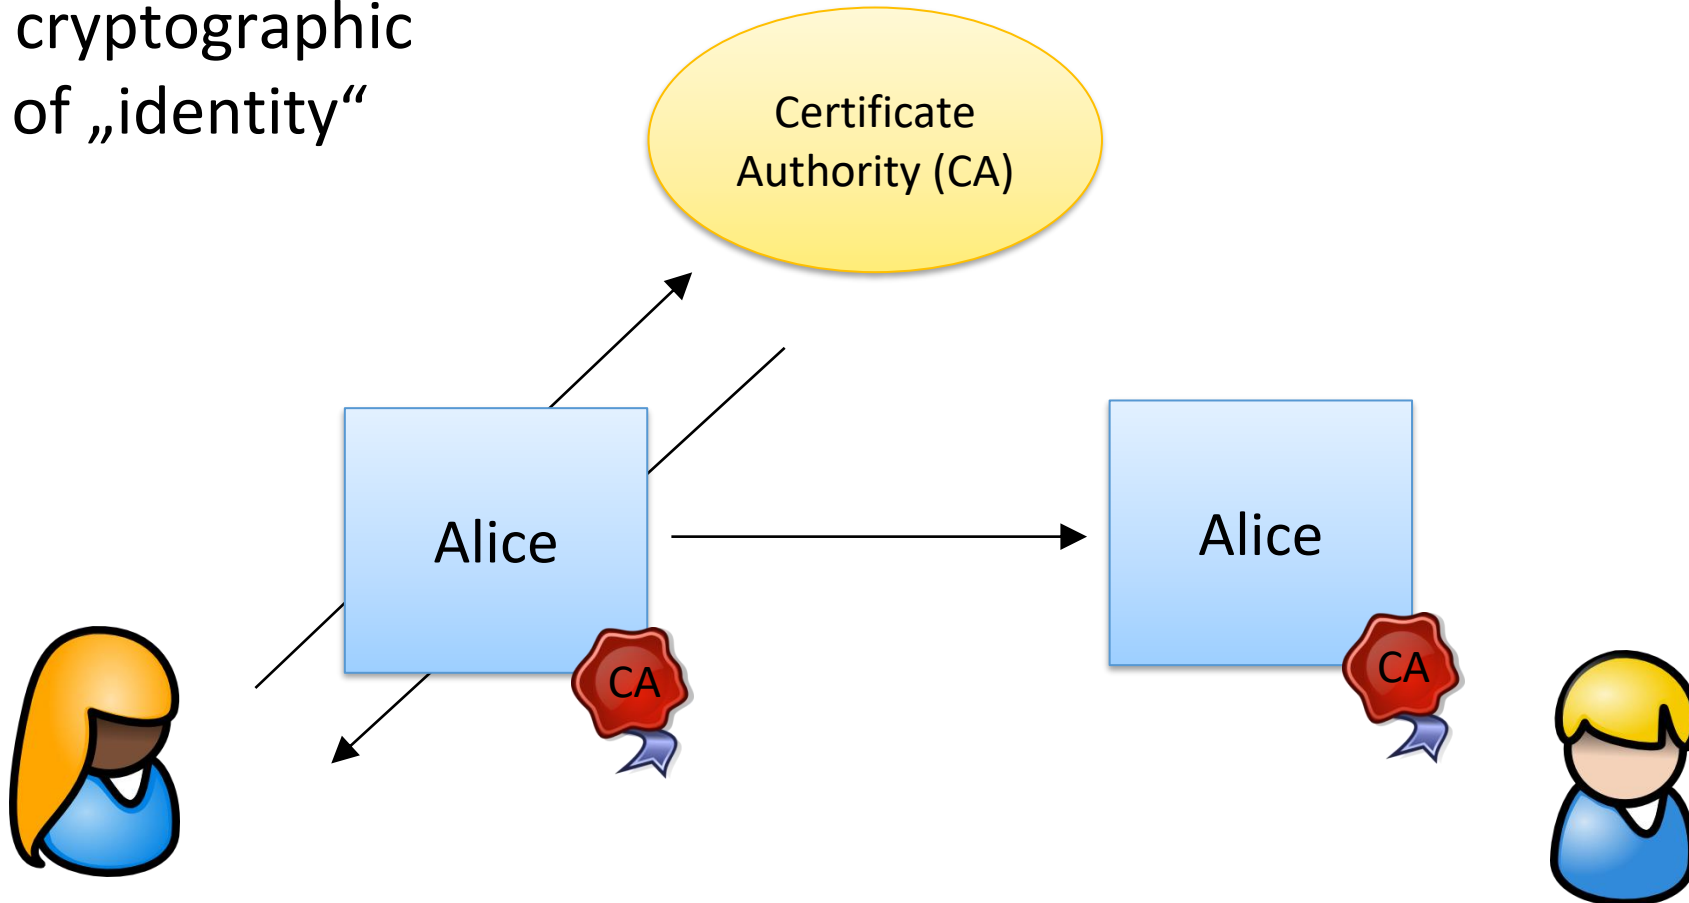 cryptographic
of „identity“
Certificate
Authority (CA)
Alice
Alice
CA
CA